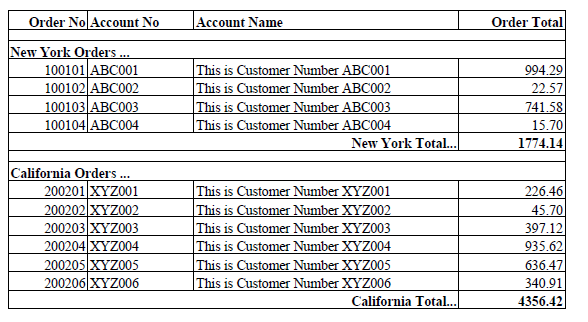 Order No Account No Account Name Order Total
New York Orders ...
100101 ABC001 This is Customer Number ABC001 994.29
100102 ABC002 This is Customer Number ABC002 22.57
100103 ABC003 This is Customer Number ABC003 741.58
100104 ABC004 This is Customer Number ABC004 15.70
New York Total... 1774.14
California Orders ...
200201 XYZ001 This is Customer Number XYZ001 226.46
200202 XYZ002 This is Customer Number XYZ002 45.70
200203 XYZ003 This is Customer Number XYZ003 397.12
200204 XYZ004 This is Customer Number XYZ004 935.62
200205 XYZ005 This is Customer Number XYZ005 636.47
200206 XYZ006 This is Customer Number XYZ006 340.91
California Total... 4356.42